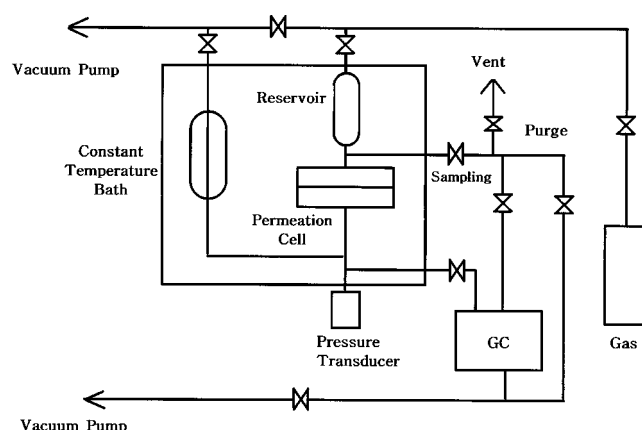 Vacuum Pump
Reservoir
Vent
Purge
Constant
Temperature
Bath
Sampling
Permeation
Cell
Pressure
Transducer
GC
Gas
Vacuum Pump